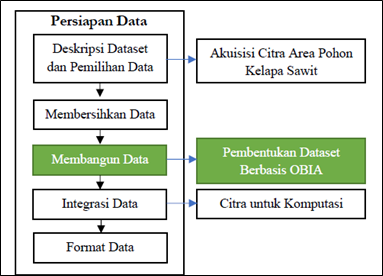 Persiapan Data
Deskripsi Dataset
dan Pemilihan Data
Akuisisi Citra Area Pohon
Kelapa Sawit
Membersihkan Data
Membangun Data
Pembentukan Dataset
Berbasis OBIA
Integrasi Data
Citra untuk Komputasi
Format Data